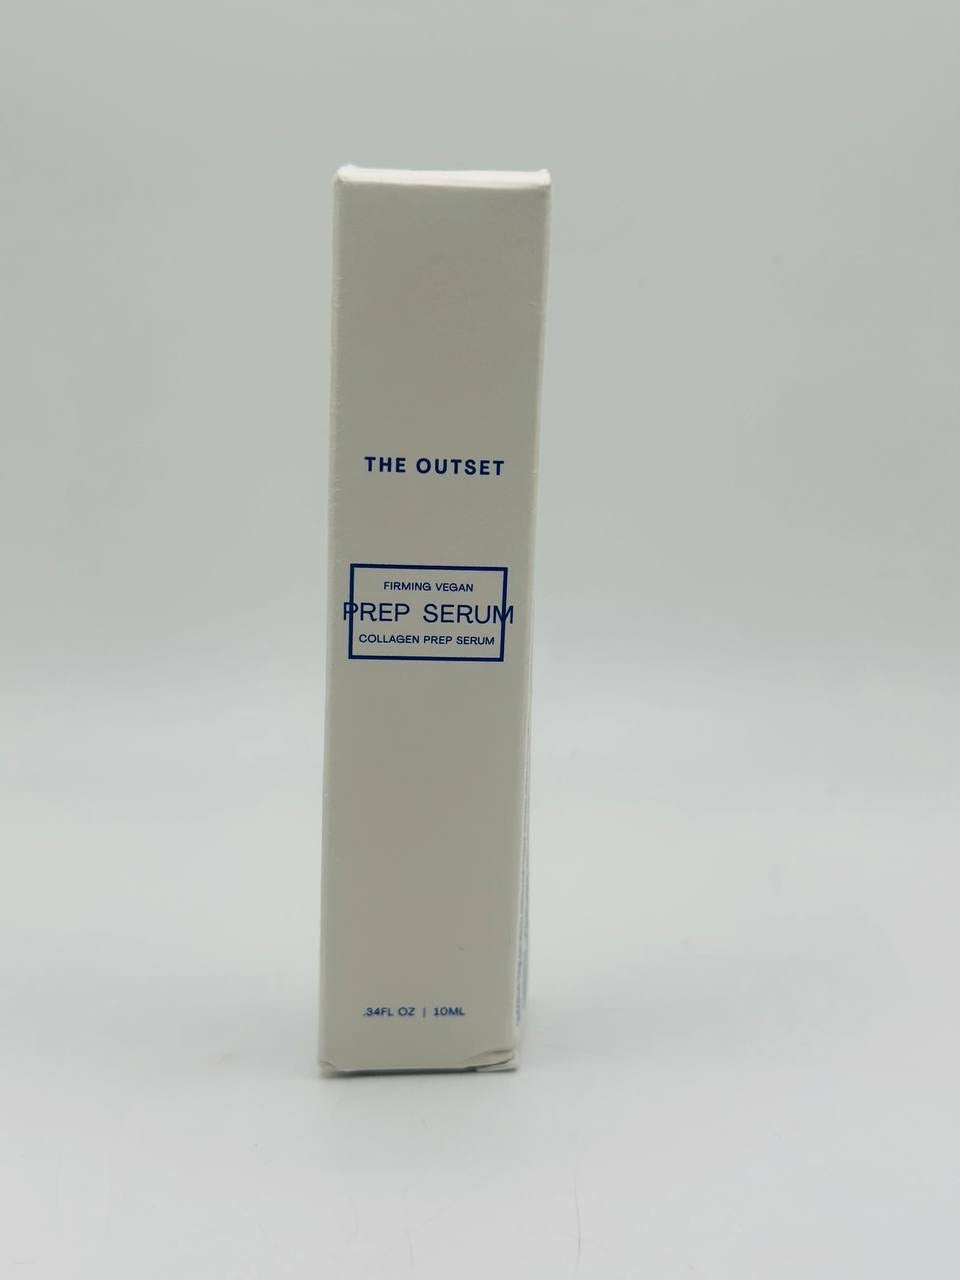 THE OUTSET
FIRMING VEGAN
PREP SERUM
COLLAGEN PREP SERUM
.34FL OZ | 10ML